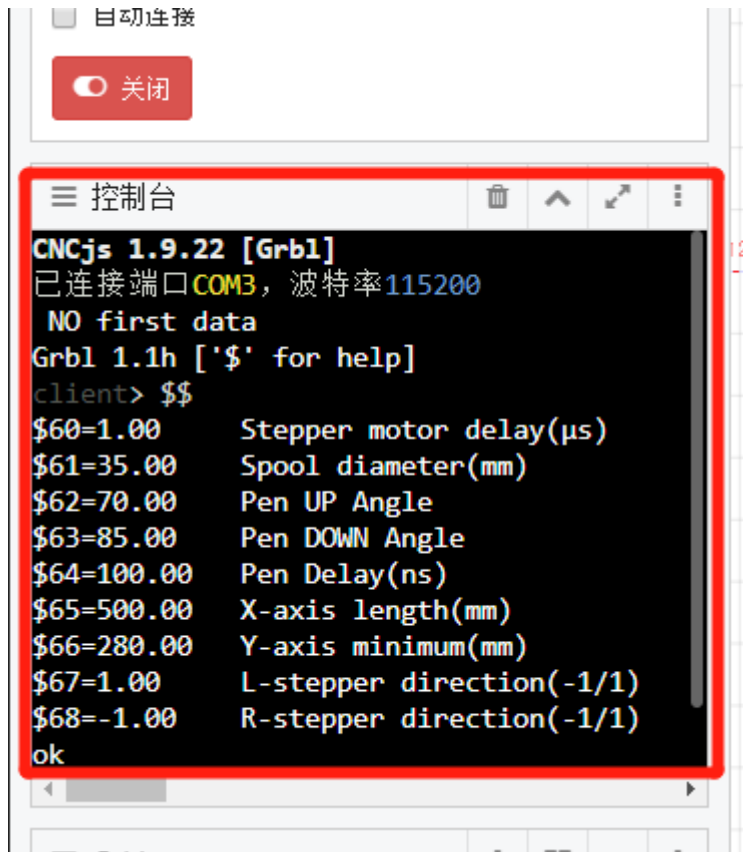 自动连接
关闭
控制台
CNCjs 1.9.22 [Grbl]
已连接端口COM3，波特率115200
NO first data
Grbl 1.1h ['$' for help]
client> $$
$60=1.00 Stepper motor delay(μs)
$61=35.00 Spool diameter(mm)
$62=70.00 Pen UP Angle
$63=85.00 Pen DOWN Angle
$64=100.00 Pen Delay(ns)
$65=500.00 X-axis length(mm)
$66=280.00 Y-axis minimum(mm)
$67=1.00 L-stepper direction(-1/1)
$68=-1.00 R-stepper direction(-1/1)
ok